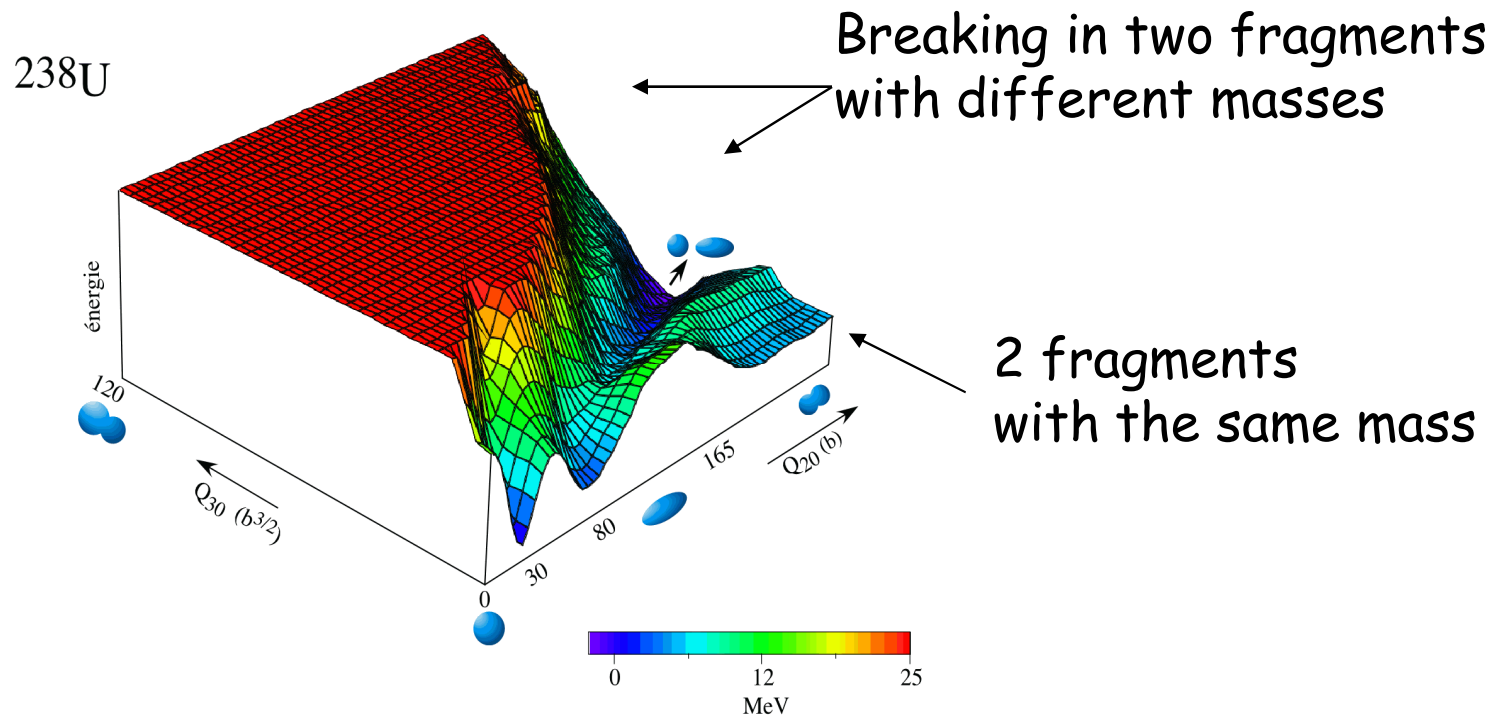 238U
Breaking in two fragments
with different masses
énergie
2 fragments
with the same mass
120
Q30 (b3/2)
165
Q20 (b)
80
30
0
0 12 25
MeV